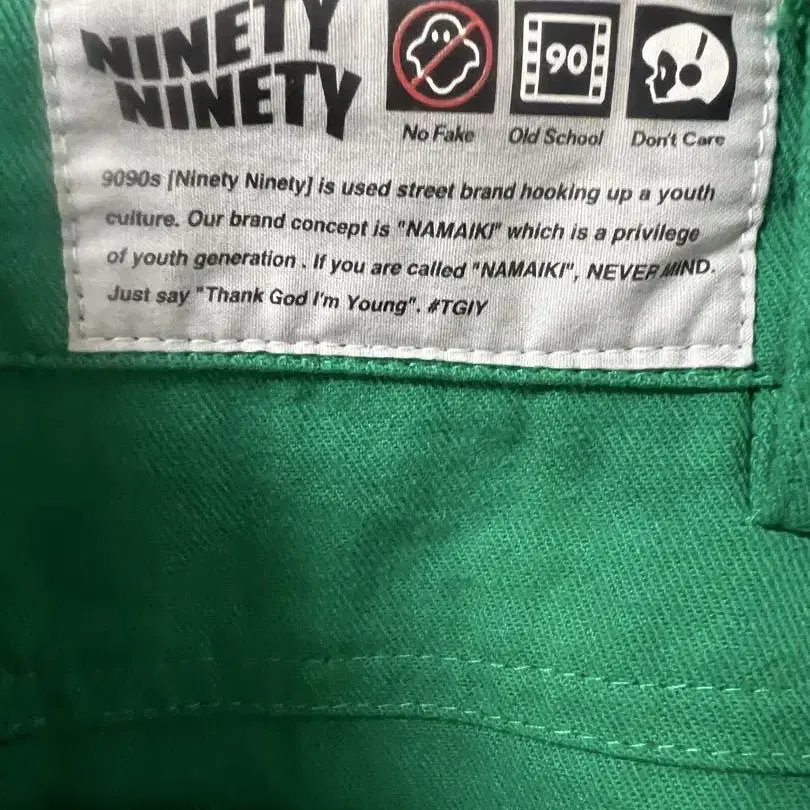 NINETY
NINETY
90
No Fake Old School Don't Care
9090s [Ninety Ninety] is used street brand hooking up a youth
culture. Our brand concept is "NAMAIKI" which is a privilege
of youth generation . If you are called "NAMAIKI", NEVER MIND.
Just say "Thank God I'm Young". #TGIY